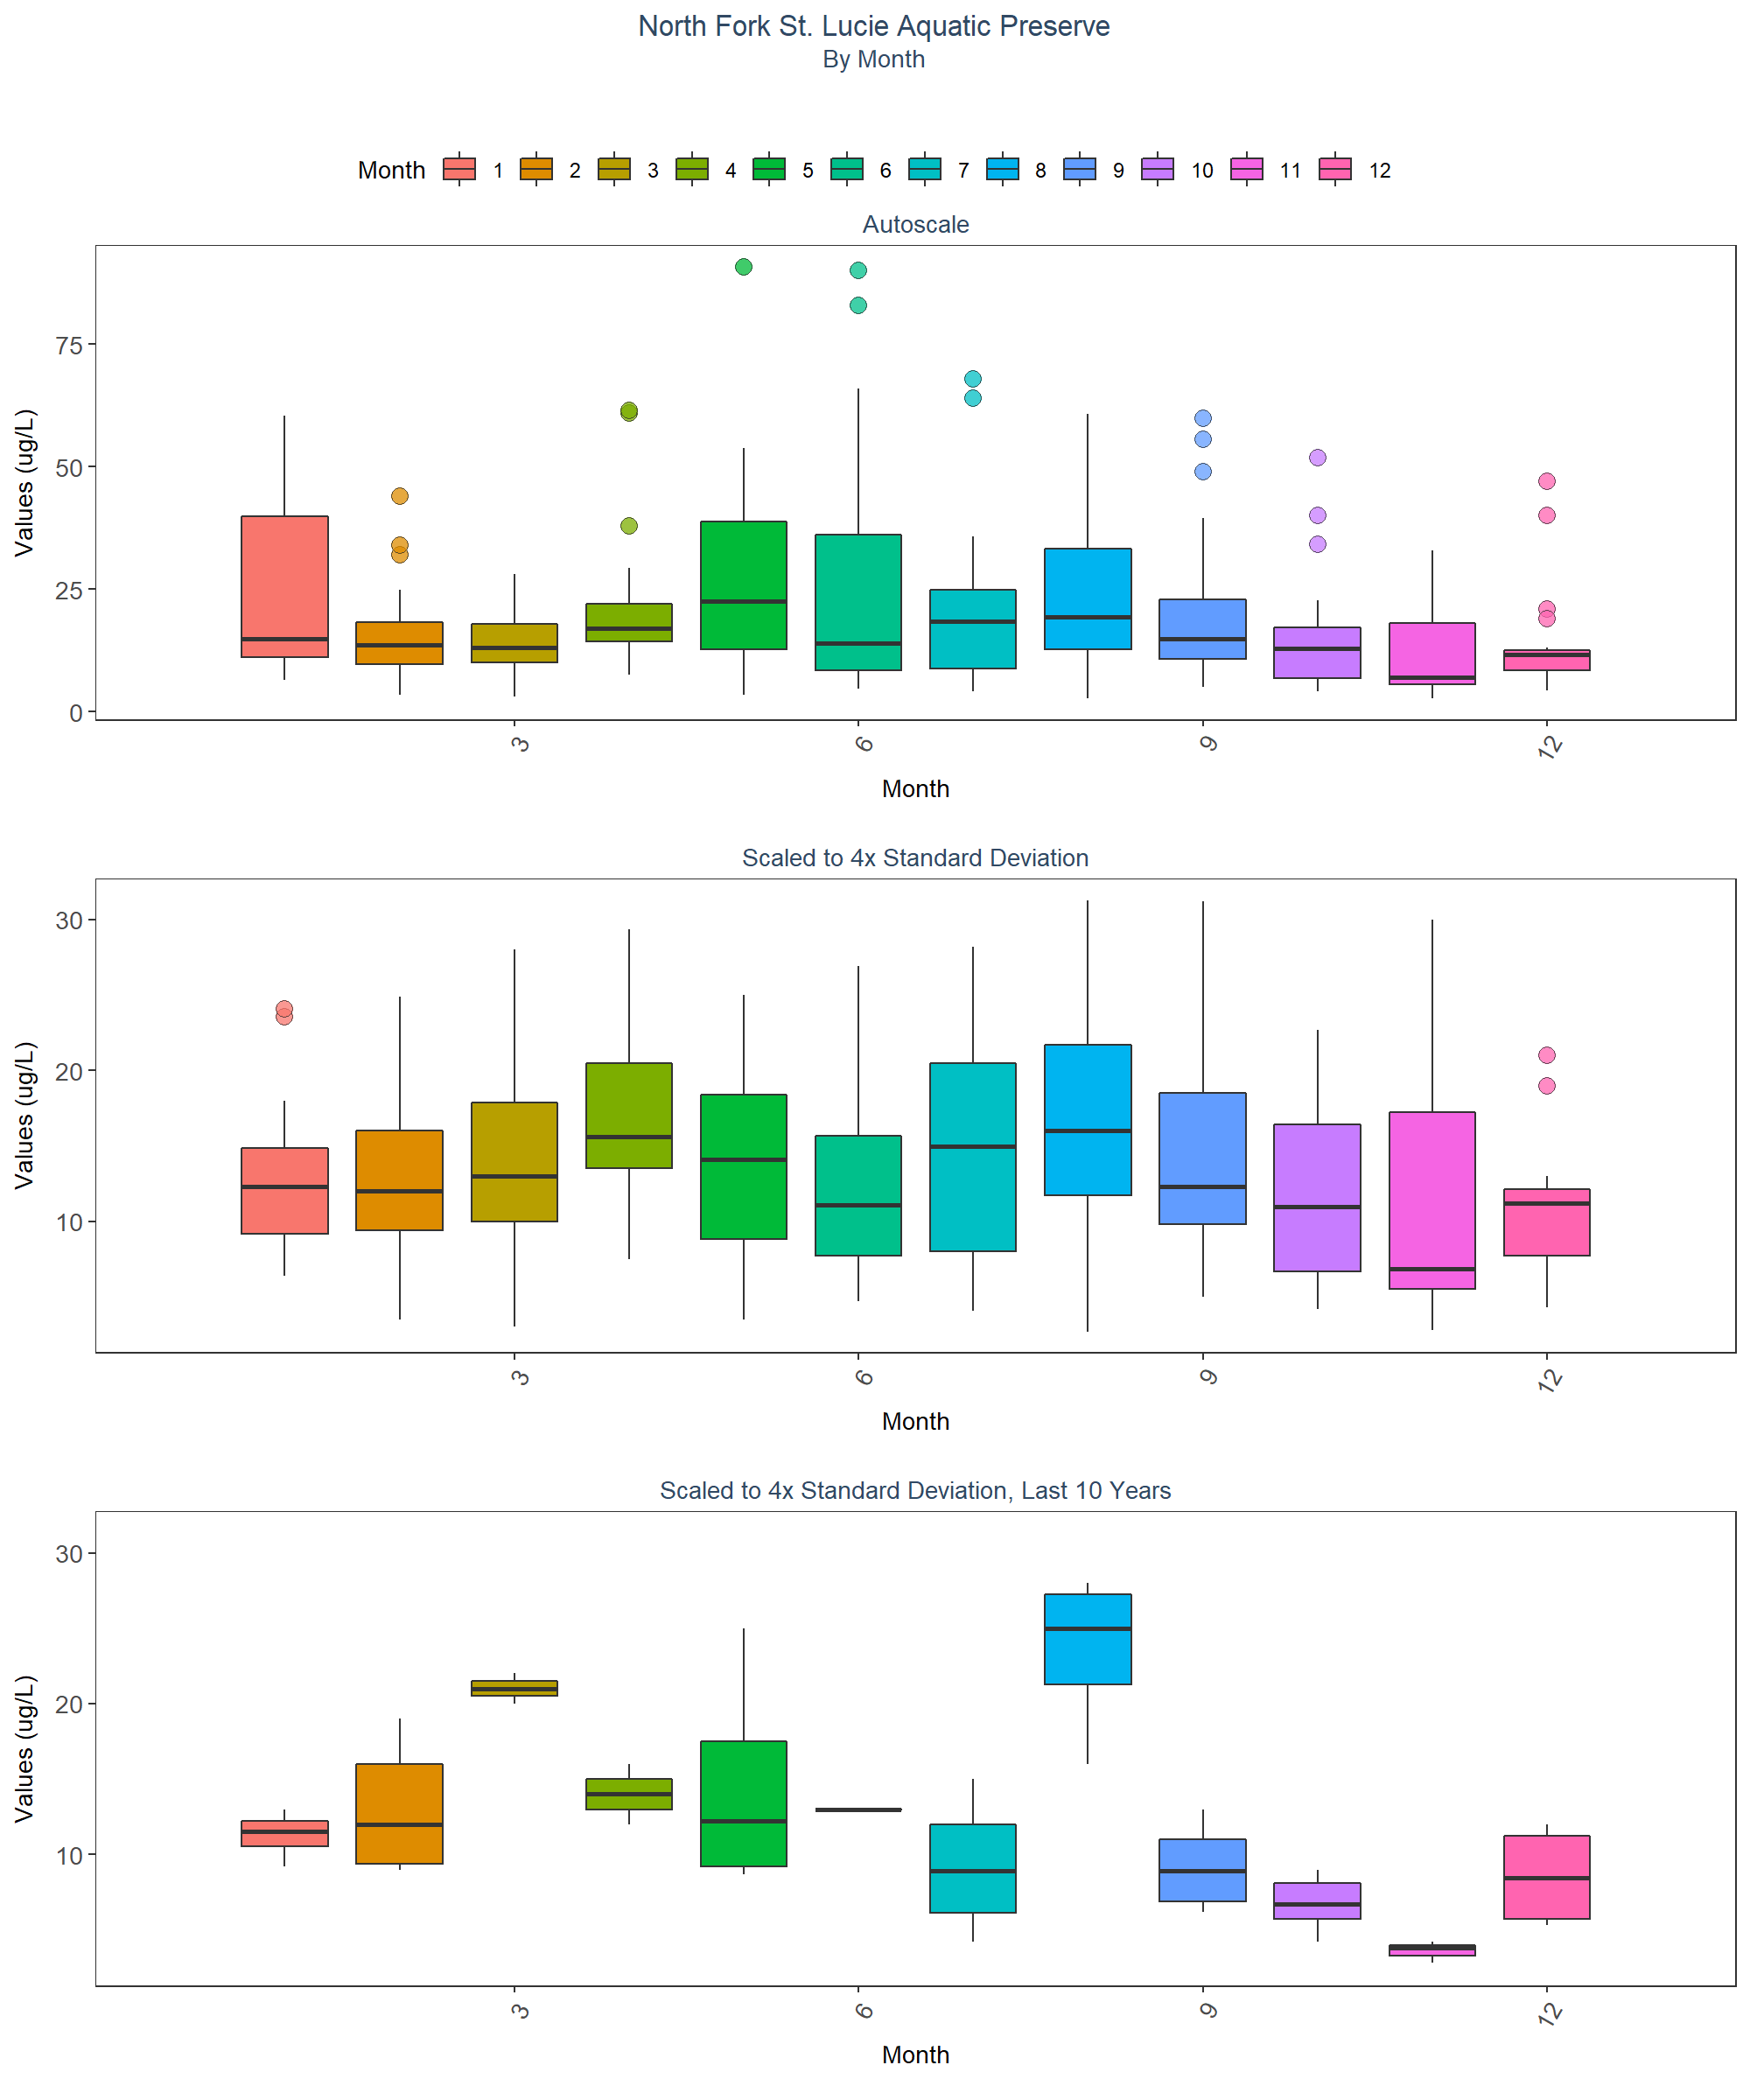 North Fork St. Lucie Aquatic Preserve
By Month
Month 1 2 3 4 5 6 7 8 9 10 11 12
Autoscale
Values (ug/L)
75
50
25
0
3 6 9 12
Month
Scaled to 4x Standard Deviation
Values (ug/L)
30
20
10
3 6 9 12
Month
Scaled to 4x Standard Deviation, Last 10 Years
Values (ug/L)
30
20
10
3 6 9 12
Month